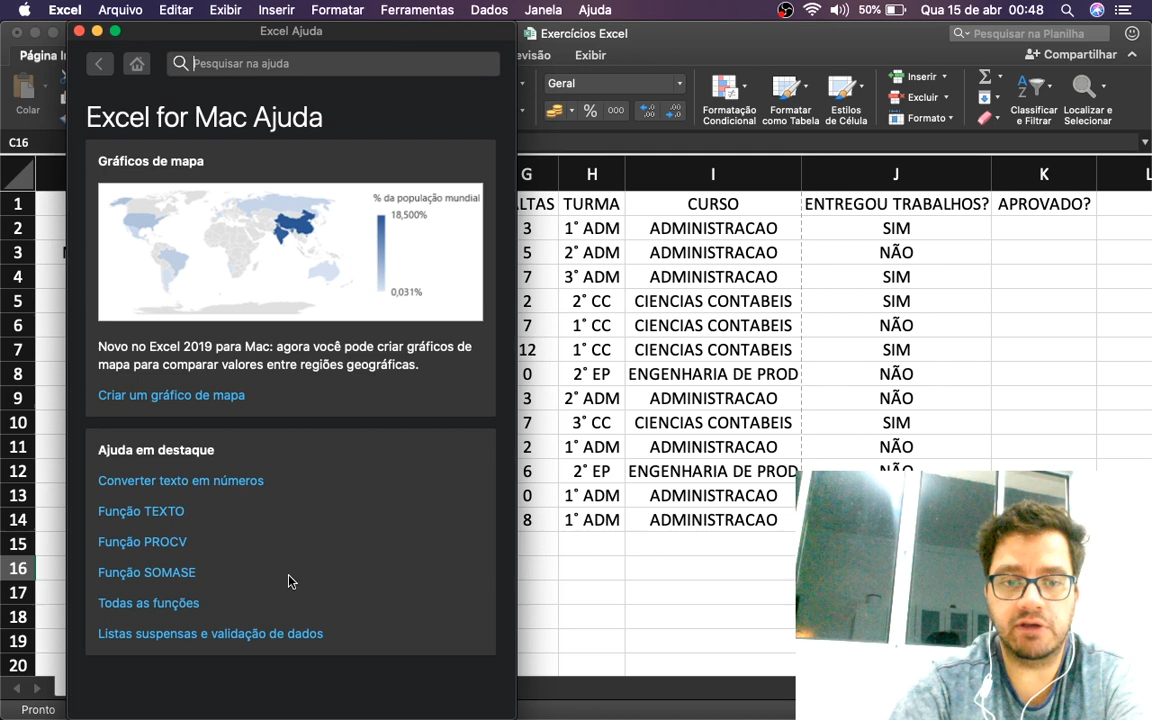 Excel Arquivo Editar Exibir Inserir Formatar Ferramentas Dados Janela Ajuda 50% Qua 15 de abr 00:48
Excel Ajuda
Exercícios Excel
Pesquisar na Planilha
Página
evisão Exibir
Compartilhar
Pesquisar na ajuda
Colar
Geral
% 000
Formatação Condicional
Formatar como Tabela
Estilos de Célula
Inserir
Excluir
Formato
Classificar e Filtrar
Localizar e Selecionar
C16
Excel for Mac Ajuda
Gráficos de mapa
% da população mundial
18,500%
0,031%
Novo no Excel 2019 para Mac: agora você pode criar gráficos de
mapa para comparar valores entre regiões geográficas.
Criar um gráfico de mapa
Ajuda em destaque
Converter texto em números
Função TEXTO
Função PROCV
Função SOMASE
Todas as funções
Listas suspensas e validação de dados
G H I J K L
1 LTAS TURMA CURSO ENTREGOU TRABALHOS? APROVADO?
2 3 1° ADM ADMINISTRACAO SIM
3 5 2° ADM ADMINISTRACAO NÃO
4 7 3° ADM ADMINISTRACAO SIM
5 2 2° CC CIENCIAS CONTABEIS SIM
6 7 1° CC CIENCIAS CONTABEIS NÃO
7 12 1° CC CIENCIAS CONTABEIS SIM
8 0 2° EP ENGENHARIA DE PROD NÃO
9 3 2° ADM ADMINISTRACAO NÃO
10 7 3° CC CIENCIAS CONTABEIS SIM
11 2 1° ADM ADMINISTRACAO NÃO
12 6 2° EP ENGENHARIA DE PROD NÃO
13 0 1° ADM ADMINISTRACAO
14 8 1° ADM ADMINISTRACAO
15
16
17
18
19
20
Pronto